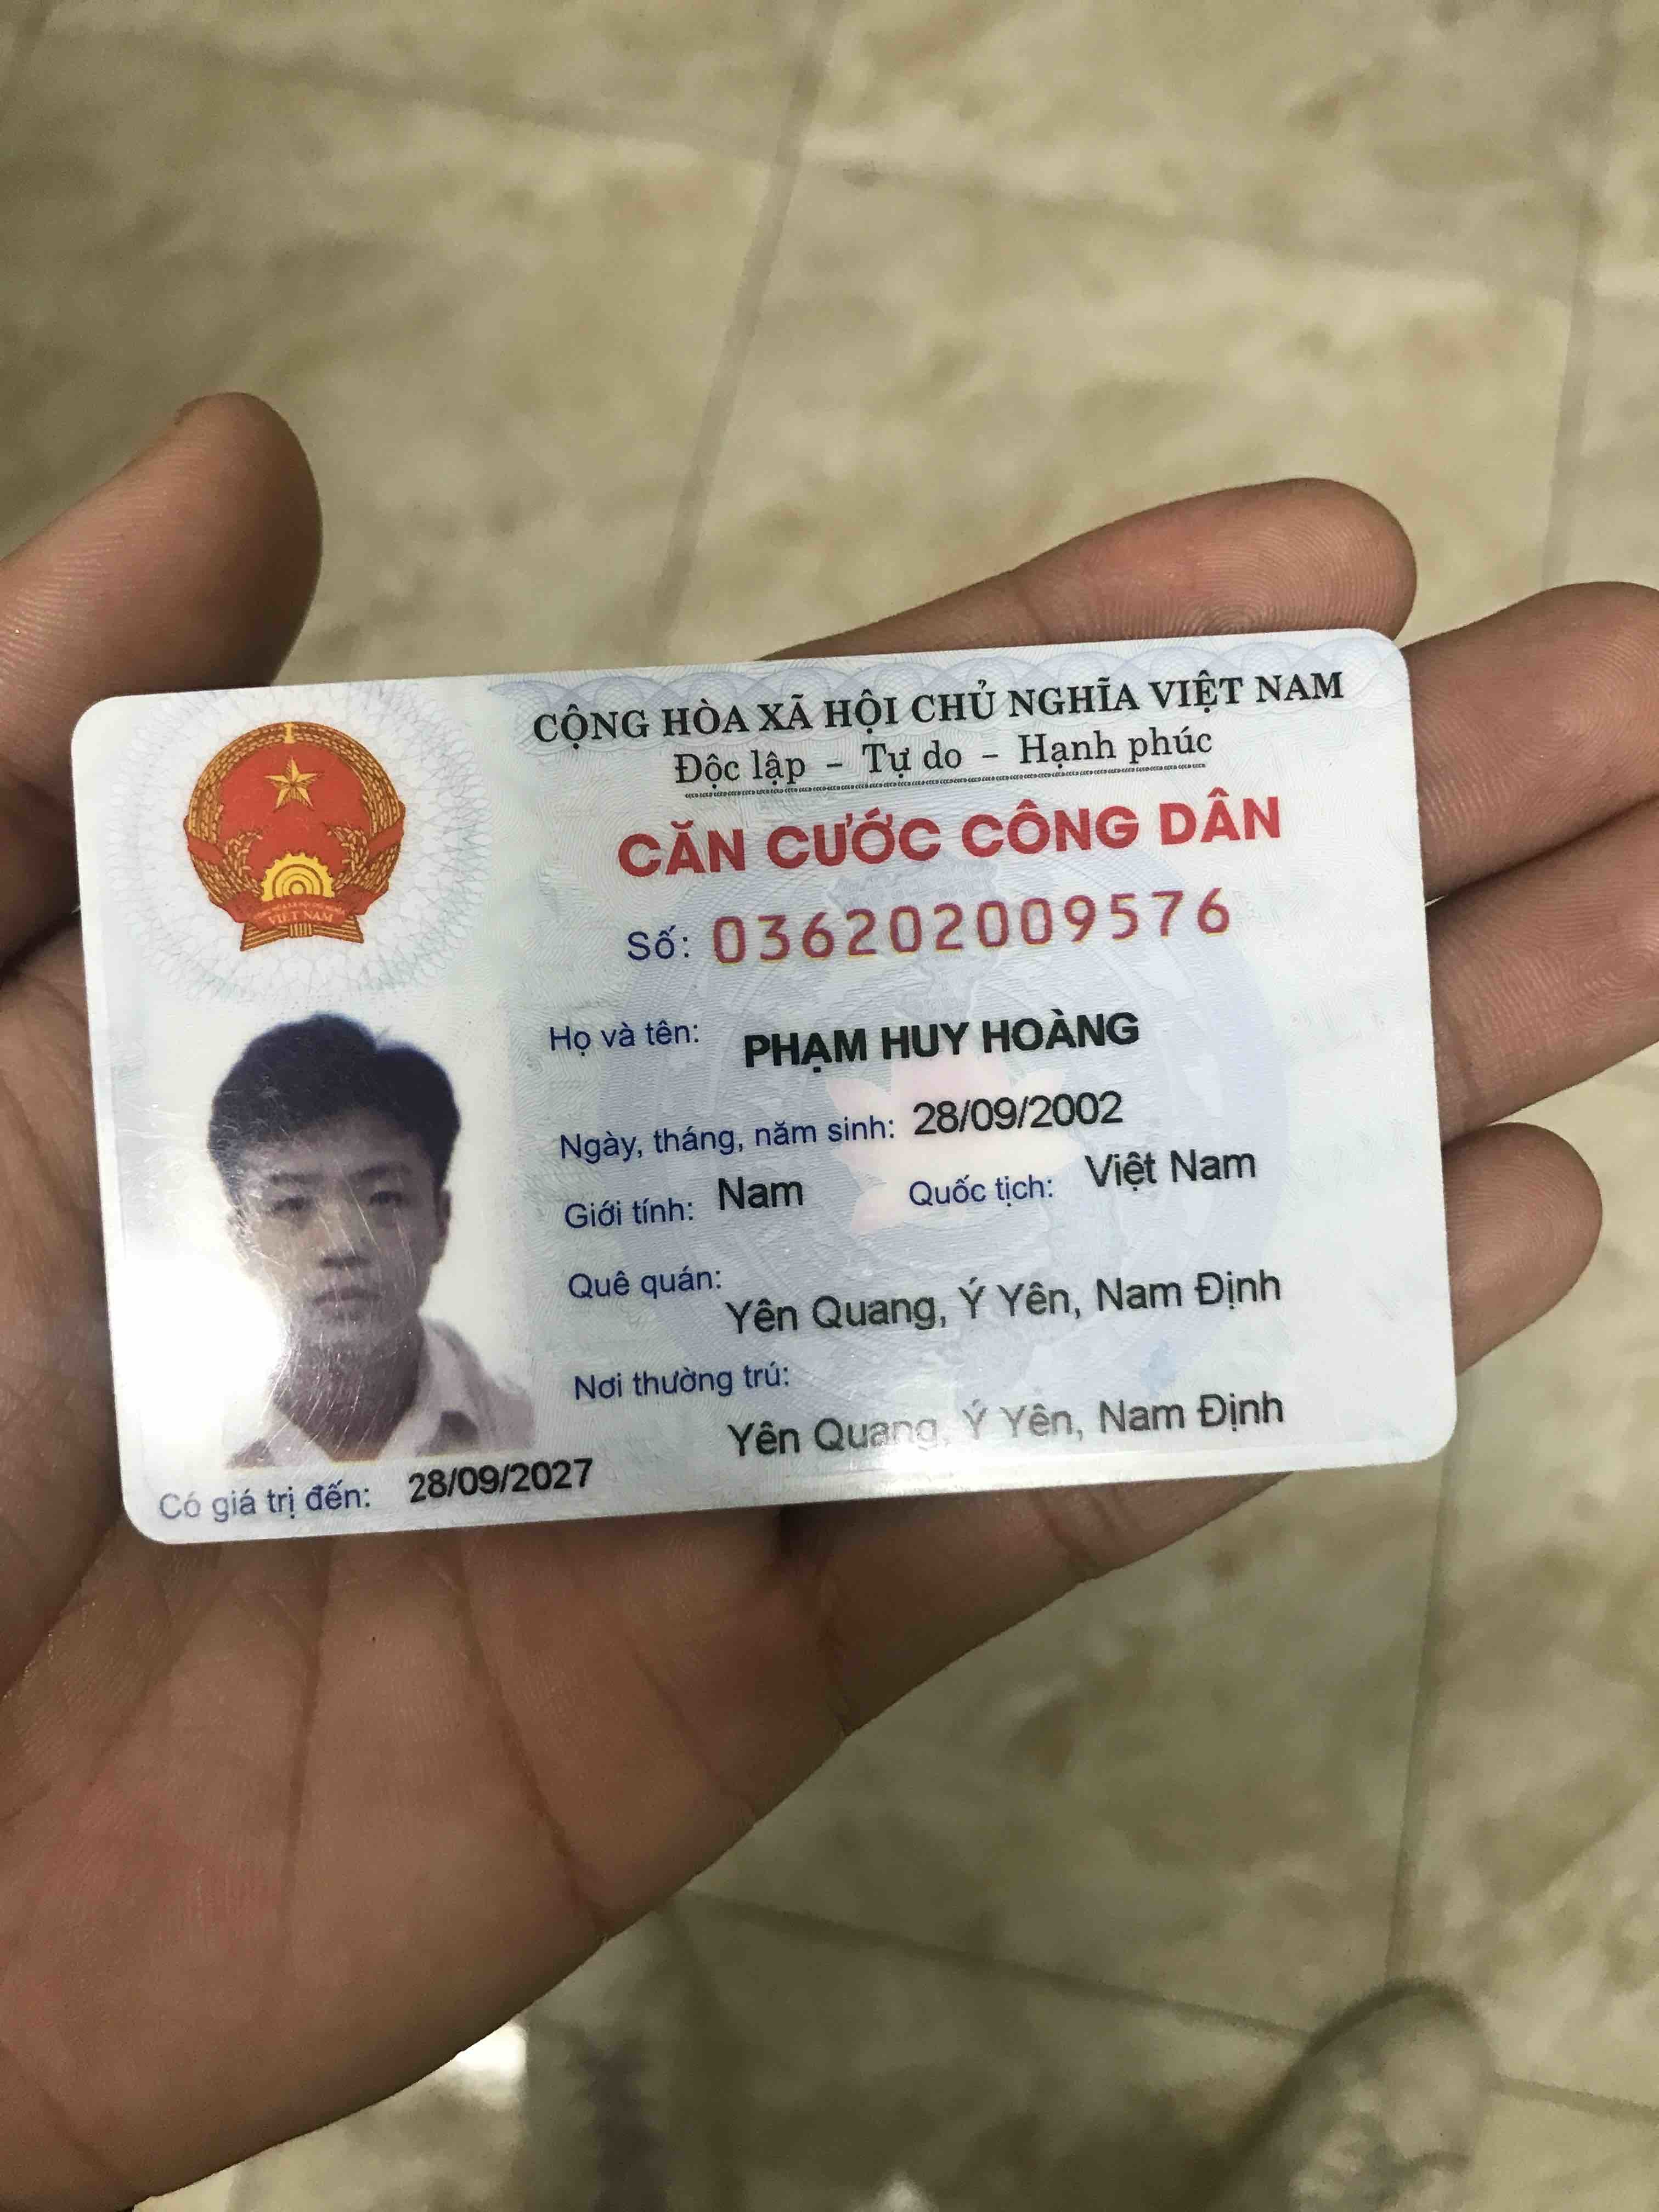 CỘNG HÒA XÃ HỘI CHỦ NGHĨA VIỆT NAM
Độc lập – Tự do – Hạnh phúc
CĂN CƯỚC CÔNG DÂN
Số: 036202009576
Họ và tên: PHẠM HUY HOÀNG
Ngày, tháng, năm sinh: 28/09/2002
Giới tính: Nam Quốc tịch: Việt Nam
Quê quán:
Yên Quang, Ý Yên, Nam Định
Nơi thường trú:
Yên Quang, Ý Yên, Nam Định
Có giá trị đến: 28/09/2027
VIỆT NAM